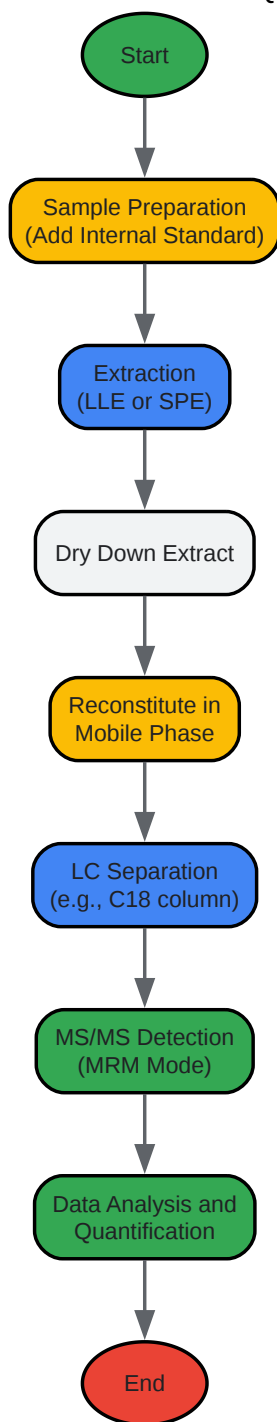 Start
Sample Preparation
(Add Internal Standard)
Extraction
(LLE or SPE)
Dry Down Extract
Reconstitute in
Mobile Phase
LC Separation
(e.g., C18 column)
MS/MS Detection
(MRM Mode)
Data Analysis and
Quantification
End